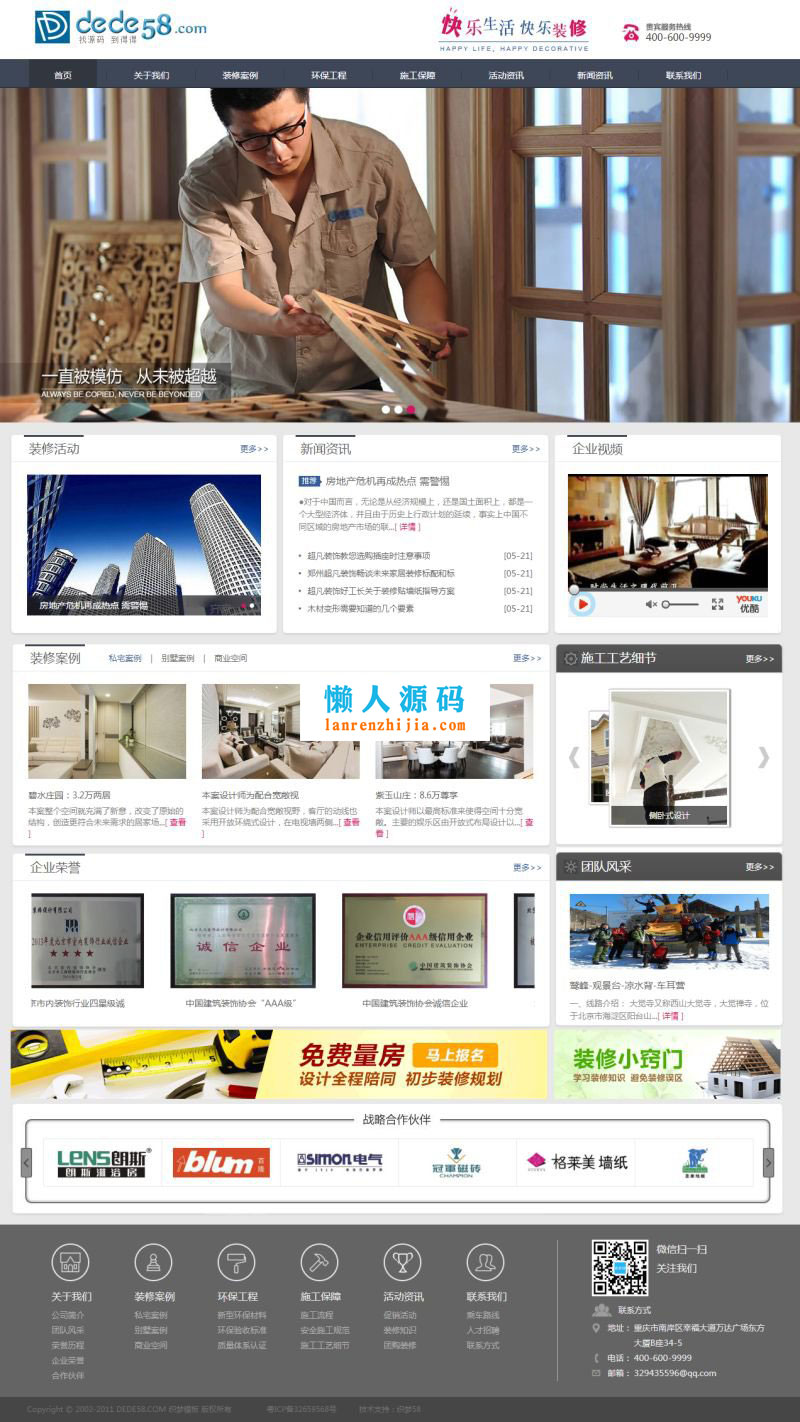 dede58.com
找源码 到得得
快乐生活 快乐装修
HAPPY LIFE, HAPPY DECORATIVE
贵宾服务热线
400-600-9999
首页
关于我们
装修案例
环保工程
施工保障
活动资讯
新闻资讯
联系我们
一直被模仿 从未被超越
ALWAYS BE COPIED, NEVER BE BEYONDED
装修活动
更多>>
房地产危机再成热点 需警惕
新闻资讯
更多>>
推荐 房地产危机再成热点 需警惕
●对于中国而言，无论是从经济规模上，还是国土面积上，都是一
个大型经济体，并且由于历史上行政计划的延续，事实上中国不
同区域的房地产市场的联...[ 详情 ]
• 超凡装饰教您选购插座时注意事项 [05-21]
• 郑州超凡装饰畅谈未来家居装修标配和标 [05-21]
• 超凡装饰好工长关于装修贴墙纸指导方案 [05-21]
• 木材变形需要知道的几个要素 [05-21]
企业视频
YOUKU
优酷
装修案例
私宅案例 | 别墅案例 | 商业空间
更多>>
懒人源码
lanrenzhijia.com
碧水庄园：3.2万两居
本案整个空间就充满了新意，改变了原始的
结构，创造更符合未来需求的居家场...[ 查看
]
本案设计师为配合宽敞视
本案设计师为配合宽敞视野，客厅的动线也
采用开放环绕式设计，在电视墙两侧...[ 查看
]
紫玉山庄：8.6万尊享
本案设计师以最高标准来使得空间十分宽
敞。主要的娱乐区由开放式布局设计以...[ 查
看 ]
施工工艺细节
更多>>
侧卧式设计
企业荣誉
更多>>
诚信企业
企业信用评价AAA级信用企业
ENTERPRISE CREDIT EVALUATION
中国建筑装饰协会
京市内装饰行业四星级诚
中国建筑装饰协会“AAA级”
中国建筑装饰协会诚信企业
团队风采
更多>>
鹫峰-观景台-凉水背-车耳营
一、线路介绍： 大觉寺又称西山大觉寺，大觉禅寺，位
于北京市海淀区阳台山...[ 详情 ]
免费量房 马上报名
设计全程陪同 初步装修规划
装修小窍门
学习装修知识 避免装修误区
战略合作伙伴
LENS朗斯
朗斯淋浴房
blum
百隆
SIMON电气
冠军磁砖
CHAMPION
格莱美墙纸
关于我们
公司简介
团队风采
荣誉历程
企业荣誉
合作伙伴
装修案例
私宅案例
别墅案例
商业空间
环保工程
新型环保材料
环保验收标准
质量体系认证
施工保障
施工流程
安全施工规范
施工工艺细节
活动资讯
促销活动
装修知识
团购装修
联系我们
乘车路线
人才招聘
联系方式
微信扫一扫
关注我们
联系方式
地址： 重庆市南岸区幸福大道万达广场东方
大厦B座34-5
电话： 400-600-9999
邮箱： 329435596@qq.com
Copyright © 2002-2011 DEDE58.COM 织梦模板 版权所有
粤ICP备32659568号
技术支持：织梦58